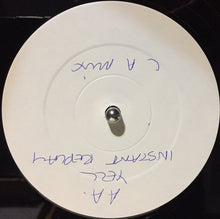 A A.
YELL
INSTANT REPLAY
L A MIX